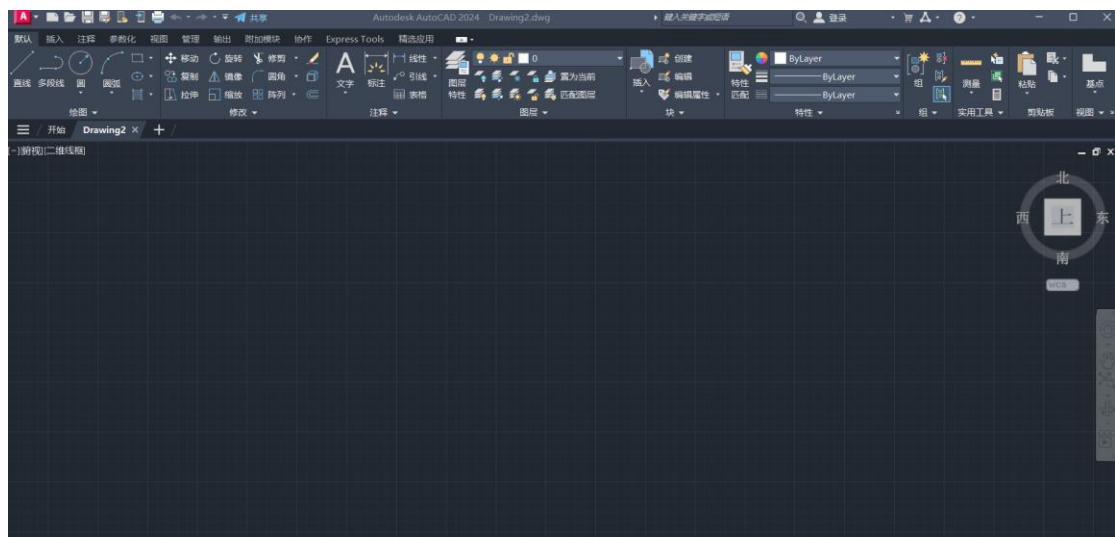 A 共享 Autodesk AutoCAD 2024 Drawing2.dwg 键入关键字或短语 登录
默认 插入 注释 参数化 视图 管理 输出 附加模块 协作 Express Tools 精选应用
移动 旋转 修剪 线性 0 创建 ByLayer
直线 多段线 圆 圆弧 复制 镜像 圆角 A 文字 标注 引线 图层特性 置为当前 插入 编辑 特性匹配 ByLayer 组 测量 粘贴 基点
拉伸 缩放 阵列 表格 匹配图层 编辑属性 ByLayer
绘图 修改 注释 图层 块 特性 组 实用工具 剪贴板 视图
开始 Drawing2
[-][俯视][二维线框]
北
西 上 东
南
WCS